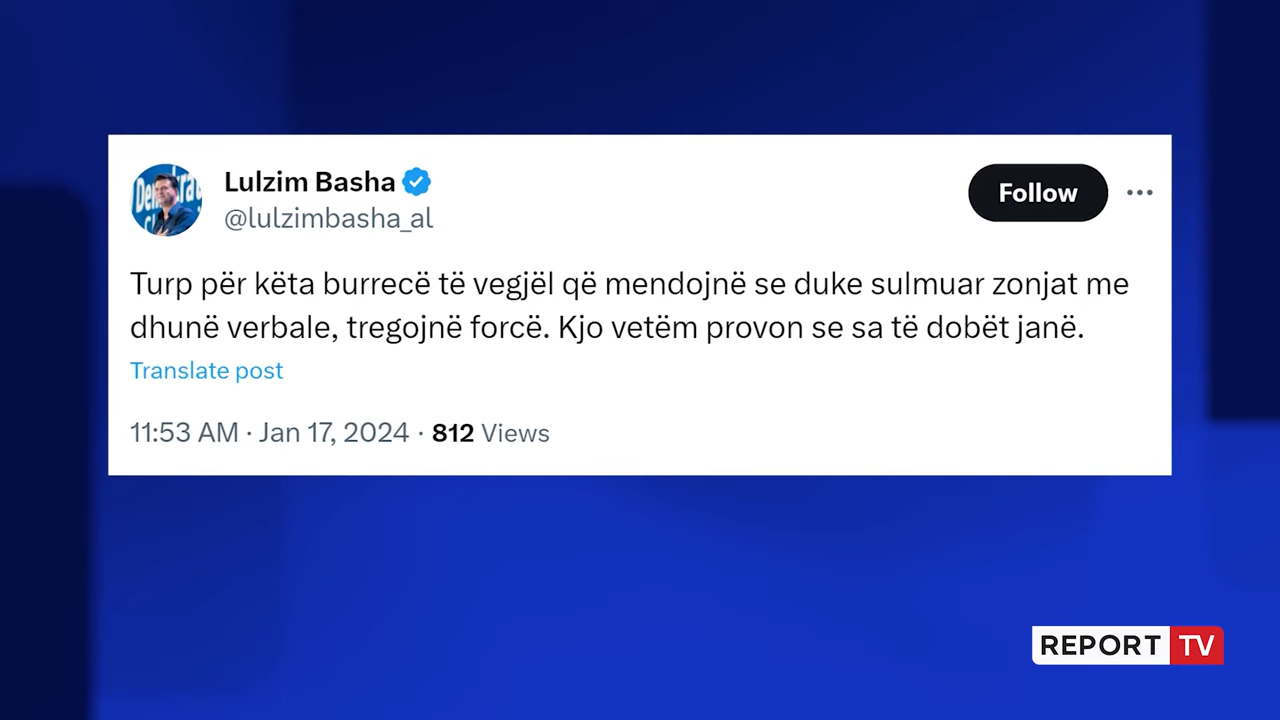 Lulzim Basha
@lulzimbasha_al
Follow
Turp për këta burrecë të vegjël që mendojnë se duke sulmuar zonjat me
dhunë verbale, tregojnë forcë. Kjo vetëm provon se sa të dobët janë.
Translate post
11:53 AM · Jan 17, 2024 · 812 Views
REPORT TV